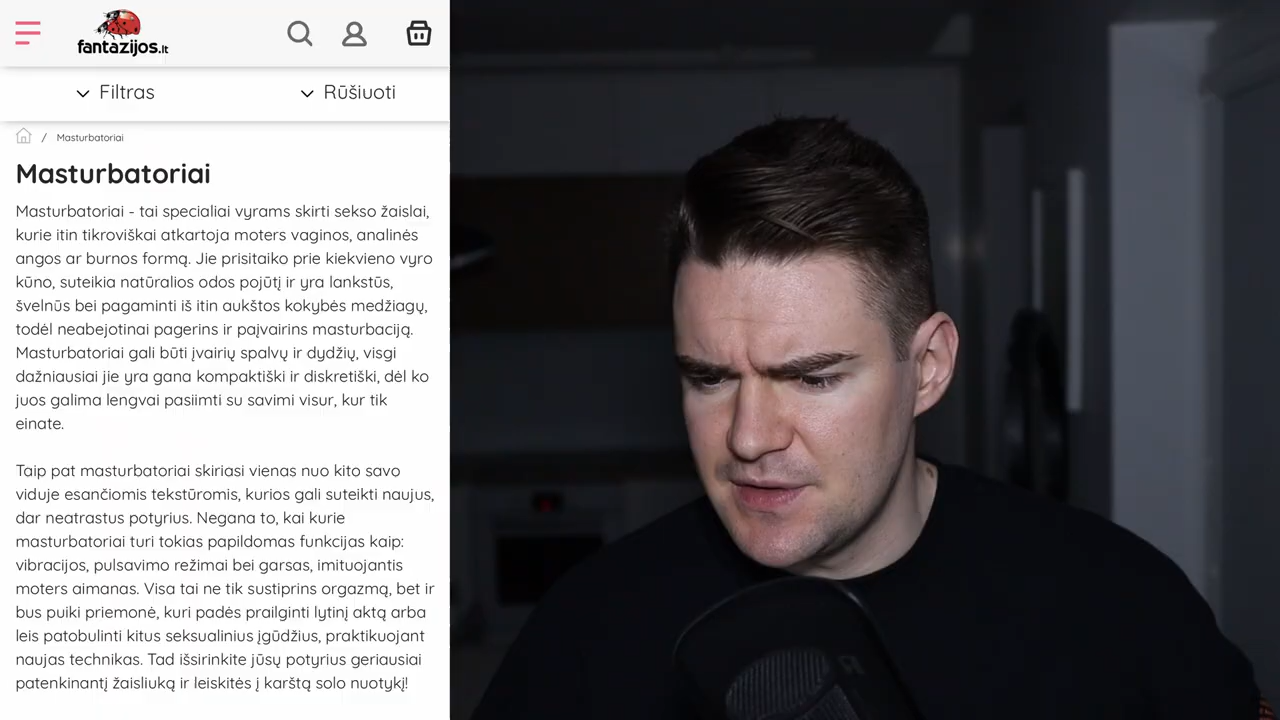 fantazijos.lt
Filtras
Rūšiuoti
/ Masturbatoriai
Masturbatoriai
Masturbatoriai - tai specialiai vyrams skirti sekso žaislai,
kurie itin tikroviškai atkartoja moters vaginos, analinės
angos ar burnos formą. Jie prisitaiko prie kiekvieno vyro
kūno, suteikia natūralios odos pojūtį ir yra lankstūs,
švelnūs bei pagaminti iš itin aukštos kokybės medžiagų,
todėl neabejotinai pagerins ir paįvairins masturbaciją.
Masturbatoriai gali būti įvairių spalvų ir dydžių, visgi
dažniausiai jie yra gana kompaktiški ir diskretiški, dėl ko
juos galima lengvai pasiimti su savimi visur, kur tik
einate.
Taip pat masturbatoriai skiriasi vienas nuo kito savo
viduje esančiomis tekstūromis, kurios gali suteikti naujus,
dar neatrastus potyrius. Negana to, kai kurie
masturbatoriai turi tokias papildomas funkcijas kaip:
vibracijos, pulsavimo režimai bei garsas, imituojantis
moters aimanas. Visa tai ne tik sustiprins orgazmą, bet ir
bus puiki priemonė, kuri padės prailginti lytinį aktą arba
leis patobulinti kitus seksualinius įgūdžius, praktikuojant
naujas technikas. Tad išsirinkite jūsų potyrius geriausiai
patenkinantį žaisliuką ir leiskitės į karštą solo nuotykį!